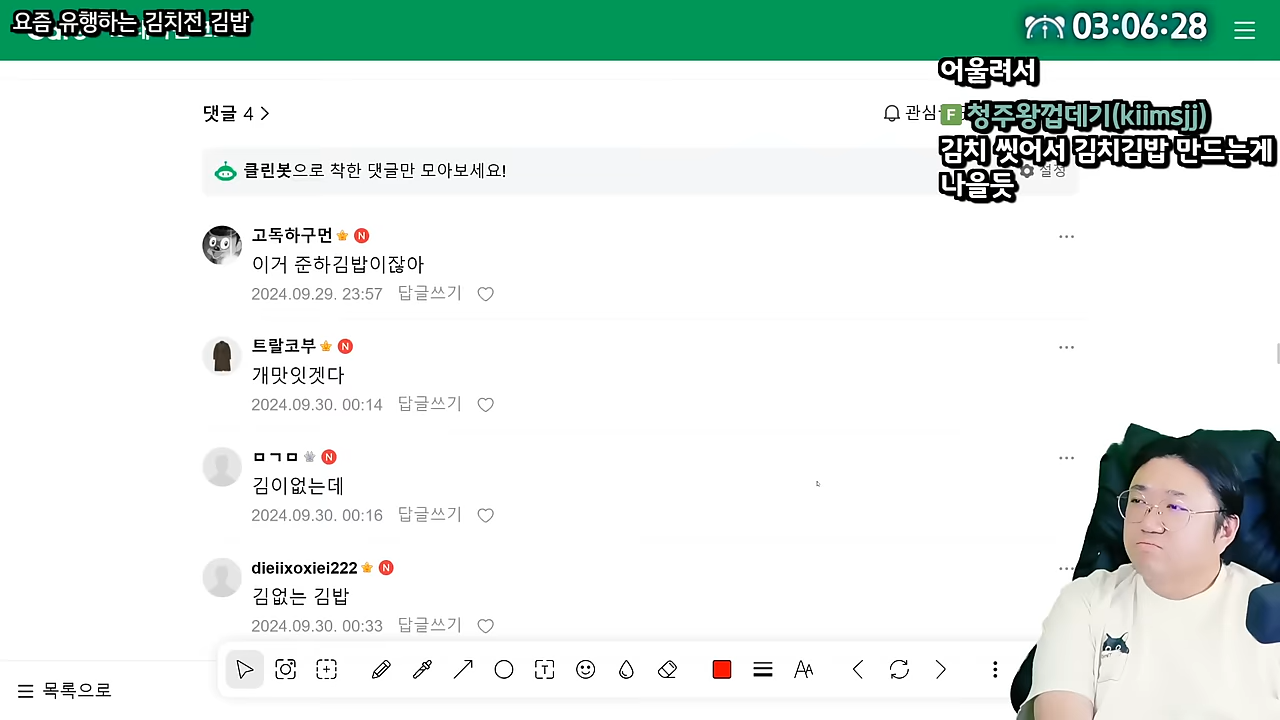 요즘 유행하는 김치전 김밥
03:06:28
어울려서
댓글 4
관심
F 청주왕껍데기(kiimsjj)
김치 씻어서 김치김밥 만드는게
나을듯
클린봇으로 착한 댓글만 모아보세요!
설정
고독하구먼 N
이거 준하김밥이잖아
2024.09.29. 23:57 답글쓰기
트랄코부 N
개맛잇겟다
2024.09.30. 00:14 답글쓰기
ㅁㄱㅁ N
김이없는데
2024.09.30. 00:16 답글쓰기
dieiixoxiei222 N
김없는 김밥
2024.09.30. 00:33 답글쓰기
목록으로